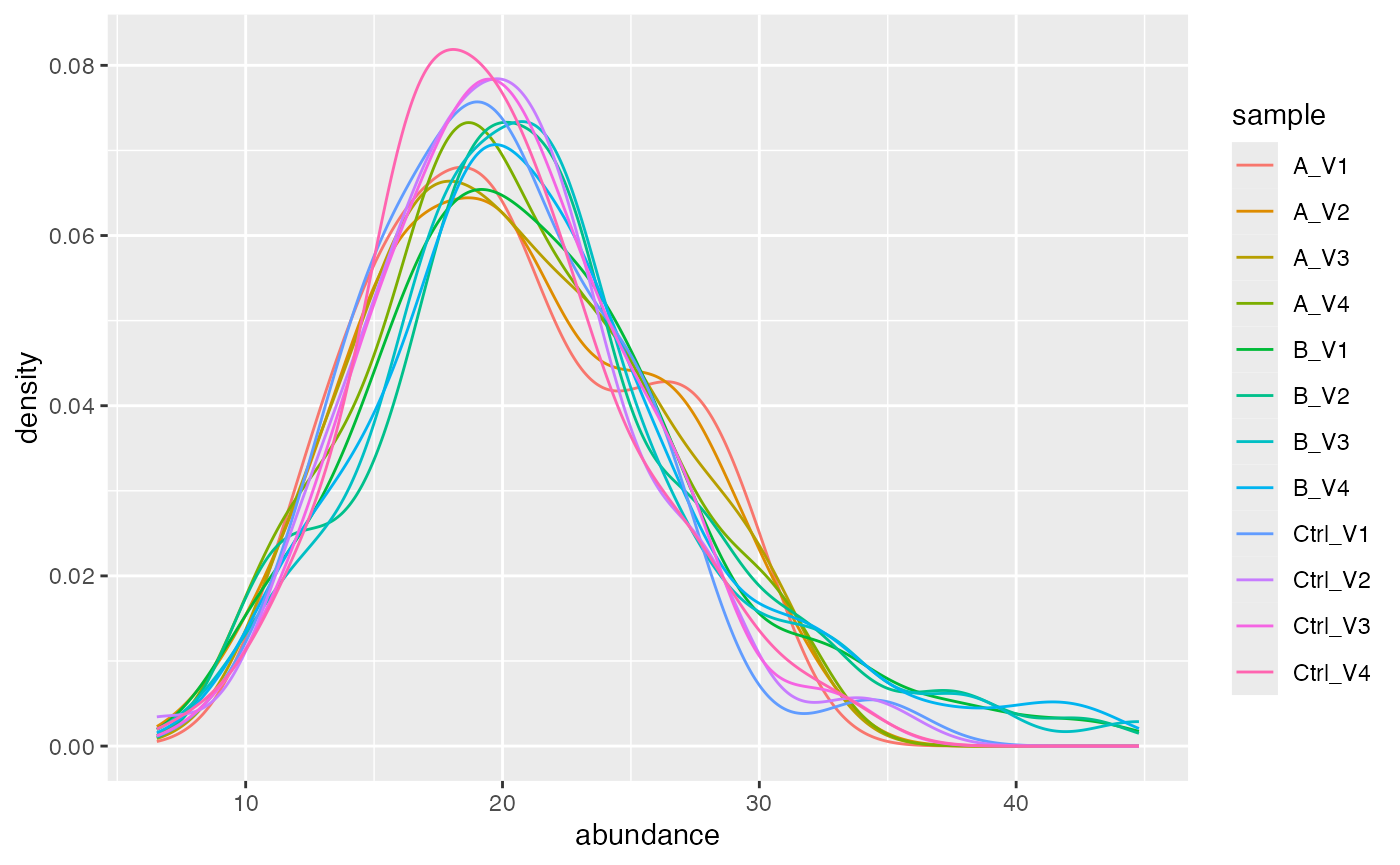 0.08
0.06
0.04
0.02
0.00
density
10
20
30
40
abundance
sample
A_V1
A_V2
A_V3
A_V4
B_V1
B_V2
B_V3
B_V4
Ctrl_V1
Ctrl_V2
Ctrl_V3
Ctrl_V4